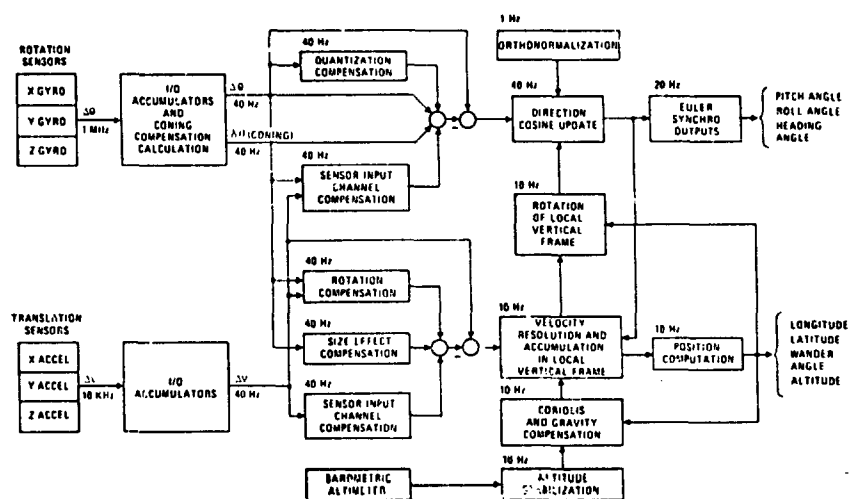 1 Hz
ORTHONORMALIZATION
ROTATION
SENSORS
X GYRO
Y GYRO
Z GYRO
Δθ
1 MHz
I/O
ACCUMULATORS
AND
CONING
COMPENSATION
CALCULATION
Δθ
40 Hz
(CONING)
40 Hz
40 Hz
QUANTIZATION
COMPENSATION
40 Hz
SENSOR INPUT
CHANNEL
COMPENSATION
40 Hz
DIRECTION
COSINE UPDATE
20 Hz
EULER
SYNCHRO
OUTPUTS
PITCH ANGLE
ROLL ANGLE
HEADING
ANGLE
10 Hz
ROTATION
OF LOCAL
VERTICAL
FRAME
40 Hz
ROTATION
COMPENSATION
40 Hz
SIZE EFFECT
COMPENSATION
40 Hz
SENSOR INPUT
CHANNEL
COMPENSATION
TRANSLATION
SENSORS
X ACCEL
Y ACCEL
Z ACCEL
10 KHz
I/O
ACCUMULATORS
ΔV
40 Hz
10 Hz
VELOCITY
RESOLUTION AND
ACCUMULATION
IN LOCAL
VERTICAL FRAME
10 Hz
POSITION
COMPUTATION
LONGITUDE
LATITUDE
WANDER
ANGLE
ALTITUDE
10 Hz
CORIOLIS
AND GRAVITY
COMPENSATION
BAROMETRIC
ALTIMETER
Hz
ALTITUDE
STABILIZATION